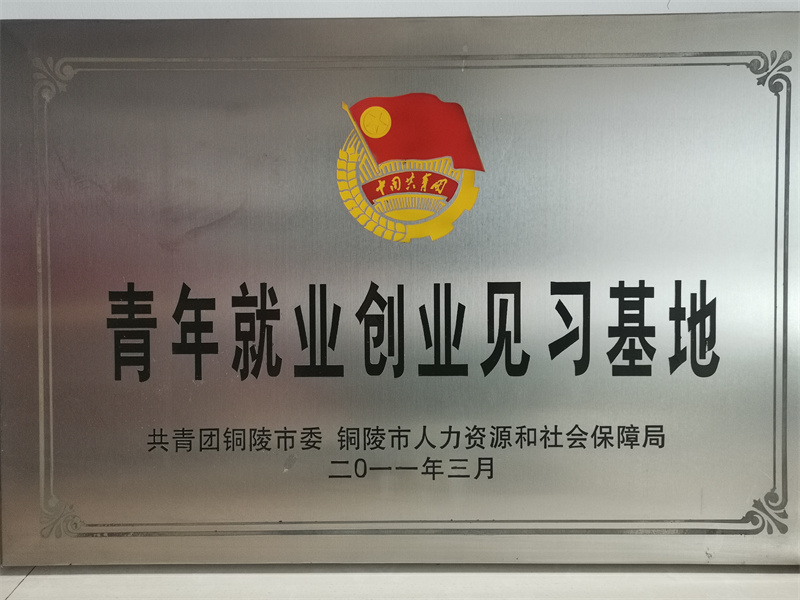 中国共青团
青年就业创业见习基地
共青团铜陵市委 铜陵市人力资源和社会保障局
二0一一年三月